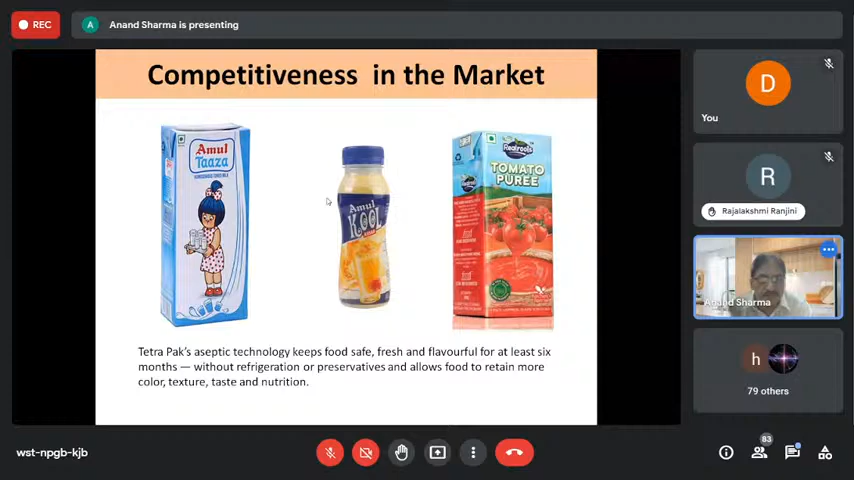 REC
A
Anand Sharma is presenting
Competitiveness in the Market
Amul
Taaza
Amul
KOOL
Realroots
TOMATO
PUREE
Tetra Pak's aseptic technology keeps food safe, fresh and flavourful for at least six
months — without refrigeration or preservatives and allows food to retain more
color, texture, taste and nutrition.
D
You
R
Rajalakshmi Ranjini
Anand Sharma
h
79 others
wst-npgb-kjb
83